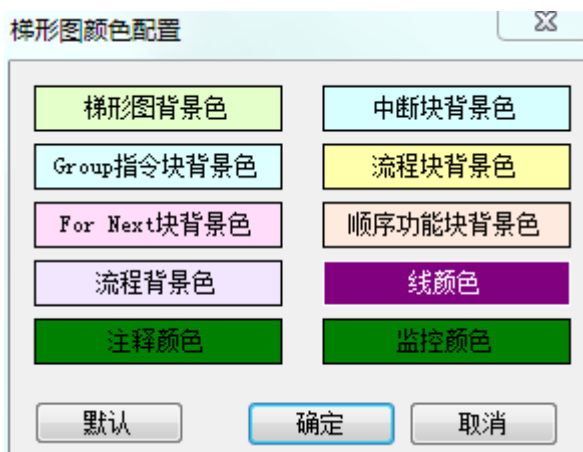 梯形图颜色配置
梯形图背景色
中断块背景色
Group指令块背景色
流程块背景色
For Next块背景色
顺序功能块背景色
流程背景色
线颜色
注释颜色
监控颜色
默认
确定
取消